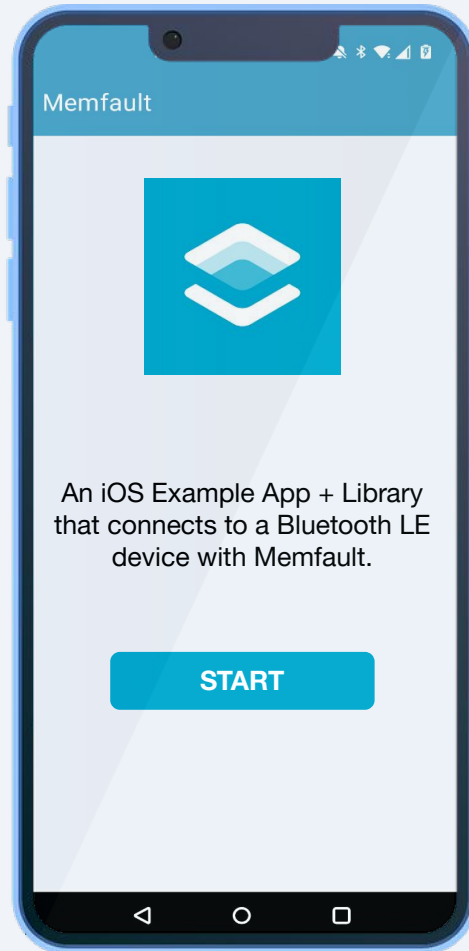 Memfault
An iOS Example App + Library
that connects to a Bluetooth LE
device with Memfault.
START